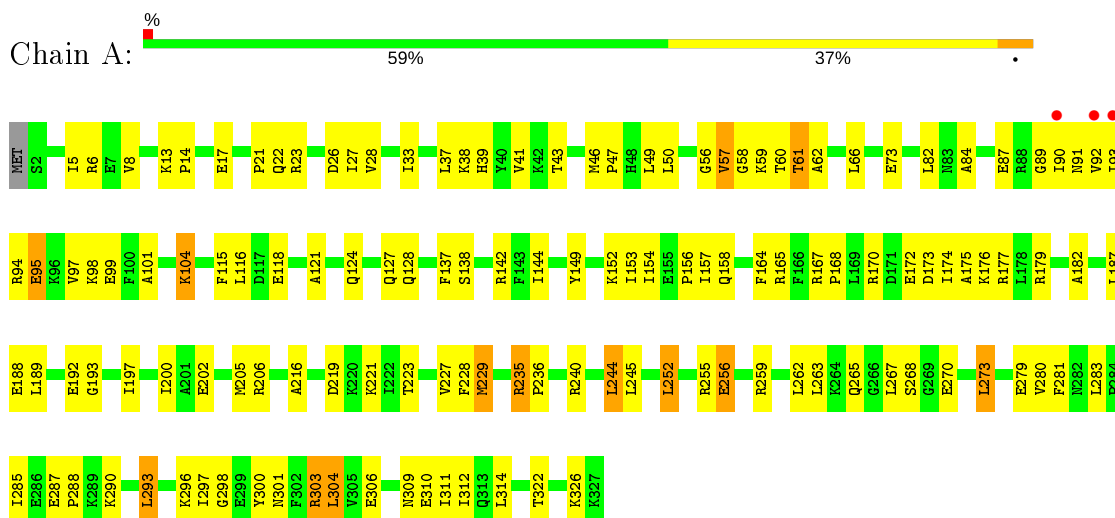 %
Chain A:
59% 37% •
MET S2 I5 R6 E7 V8 K13 P14 E17 P21 Q22 R23 D26 I27 V28 I33 L37 K38 H39 Y40 V41 K42 T43 M46 P47 H48 L49 L50 G56 V57 G58 K59 T60 T61 A62 L66 E73 L82 N83 A84 E87 R88 G89 I90 N91 V92
R94 E95 K96 V97 K98 E99 F100 A101 K104 F115 L116 D117 E118 A121 Q124 Q127 Q128 F137 S138 R142 F143 I144 Y149 K152 I153 I154 E155 P156 I157 Q158 F164 R165 F166 R167 P168 L169 R170 D171 E172 D173 I174 A175 K176 R177 L178 R179 A182
E188 L189 E192 G193 I197 I200 A201 E202 M205 R206 A216 D219 K220 K221 I222 T223 V227 F228 M229 R235 P236 R240 L244 L245 L252 R255 E256 R259 L262 L263 K264 Q265 G266 L267 S268 G269 E270 L273 E279 V280 F281 N282 L283
I285 E286 E287 P288 K289 K290 L293 K296 I297 G298 E299 Y300 N301 F302 R303 L304 V305 E306 N309 E310 I311 I312 Q313 L314 T322 K326 K327